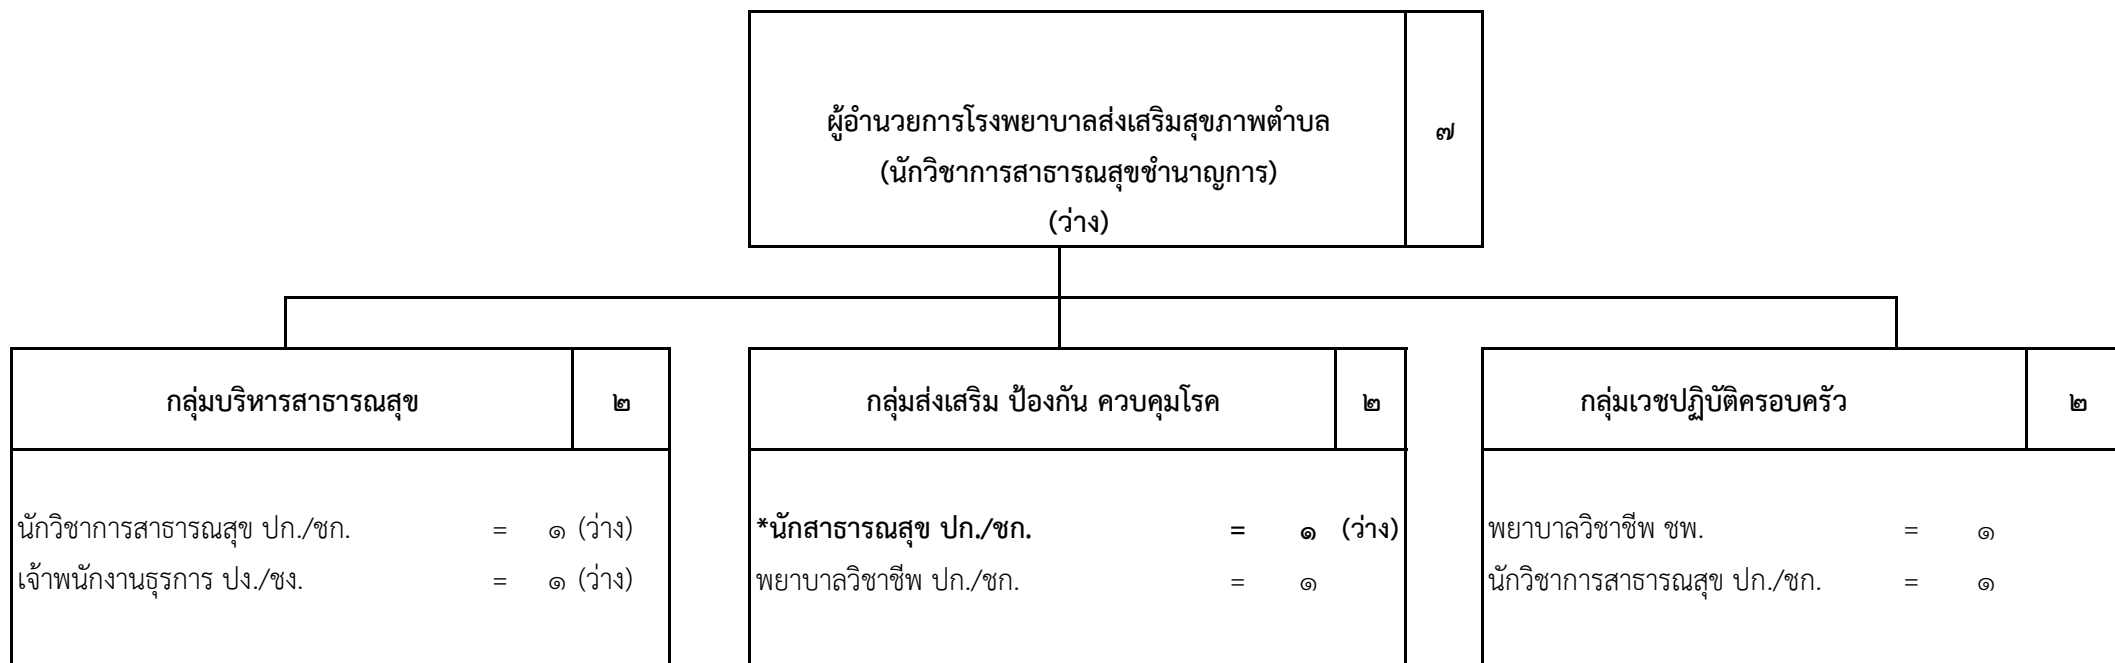 ผู้อำนวยการโรงพยาบาลส่งเสริมสุขภาพตำบล
๗
(นักวิชาการสาธารณสุขชำนาญการ)
(ว่าง)
กลุ่มบริหารสาธารณสุข ๒
นักวิชาการสาธารณสุข ปก./ชก. = ๑ (ว่าง)
เจ้าพนักงานธุรการ ปง./ชง. = ๑ (ว่าง)
กลุ่มส่งเสริม ป้องกัน ควบคุมโรค ๒
*นักสาธารณสุข ปก./ชก. = ๑ (ว่าง)
พยาบาลวิชาชีพ ปก./ชก. = ๑
กลุ่มเวชปฏิบัติครอบครัว ๒
พยาบาลวิชาชีพ ชพ. = ๑
นักวิชาการสาธารณสุข ปก./ชก. = ๑